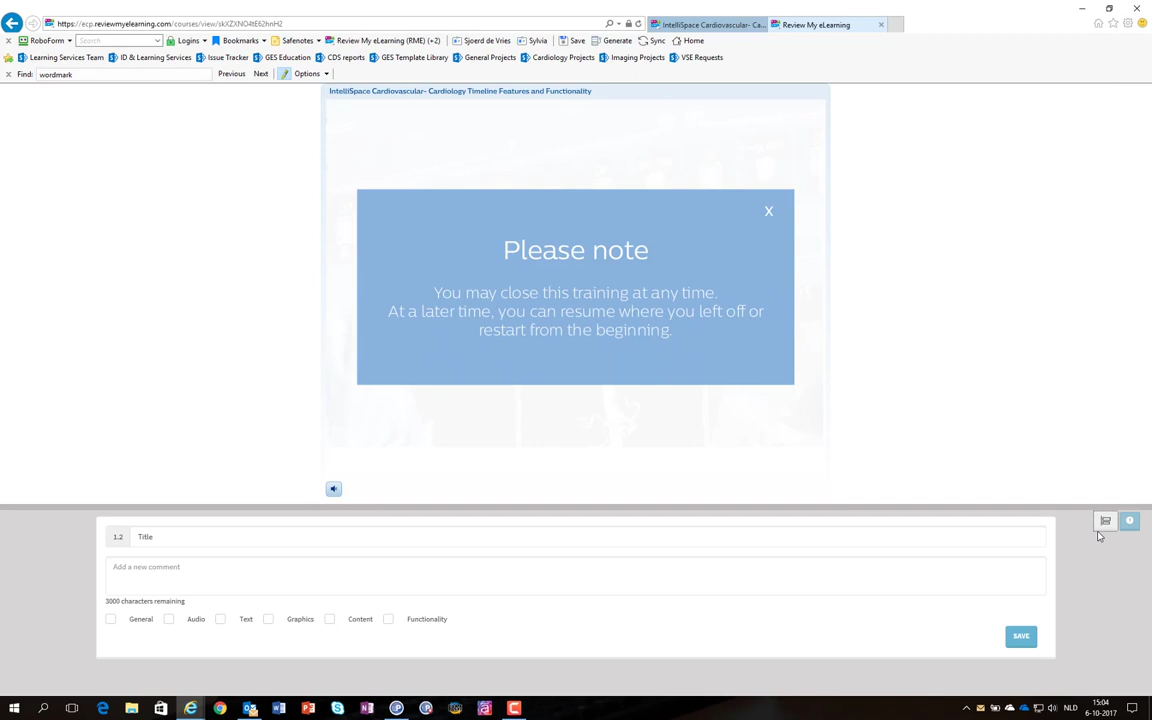 https://ecp.reviewmyelearning.com/courses/view/skXZXNO4tE62hnH2
IntelliSpace Cardiovascular- Ca...
Review My eLearning
x
x RoboForm Search Logins Bookmarks Safenotes Review My eLearning (RME) (+2) Sjoerd de Vries Sylvia Save Generate Sync Home
Learning Services Team ID & Learning Services Issue Tracker GES Education CDS reports GES Template Library General Projects Cardiology Projects Imaging Projects VSE Requests
x Find: wordmark Previous Next Options
IntelliSpace Cardiovascular- Cardiology Timeline Features and Functionality
X
Please note
You may close this training at any time.
At a later time, you can resume where you left off or
restart from the beginning.
1.2 Title
Add a new comment
3000 characters remaining
General Audio Text Graphics Content Functionality
SAVE
NLD
15:04
6-10-2017